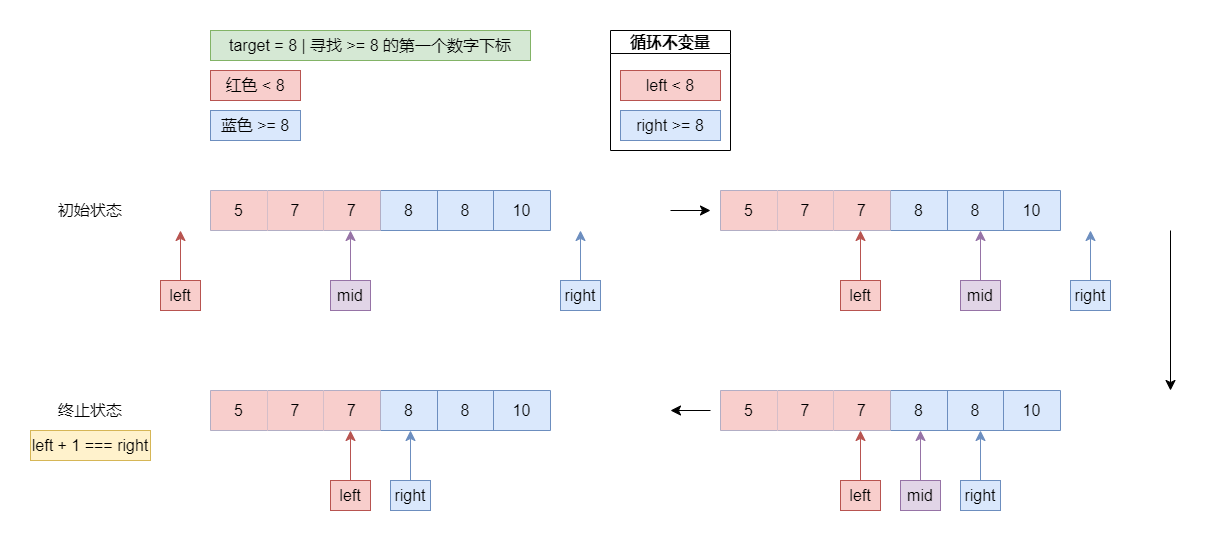 target = 8 | 寻找 >= 8 的第一个数字下标
循环不变量
红色 < 8
left < 8
蓝色 >= 8
right >= 8
初始状态
5 7 7 8 8 10
5 7 7 8 8 10
left mid right
left mid right
终止状态
5 7 7 8 8 10
5 7 7 8 8 10
left + 1 === right
left right
left mid right